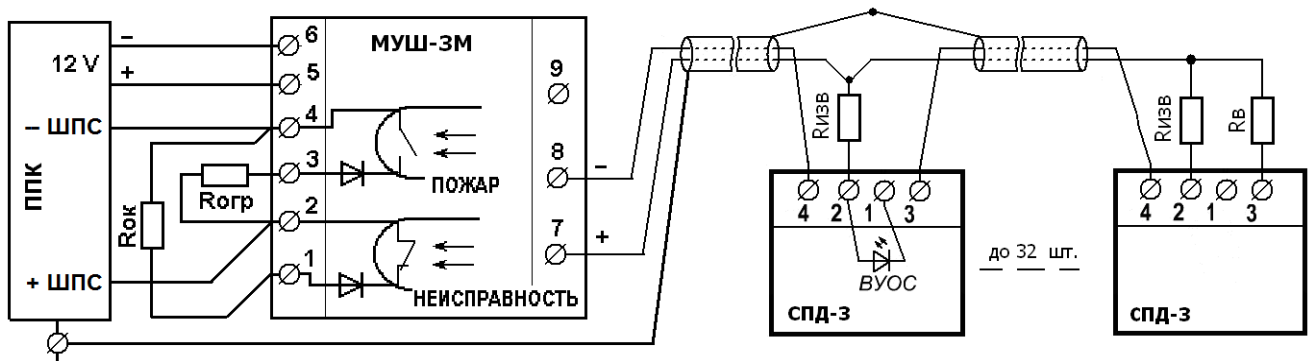 ППК
12 V
–
+
– ШПС
+ ШПС
Rок
Rогр
МУШ-3М
6
5
4
3
2
1
ПОЖАР
НЕИСПРАВНОСТЬ
9
8
7
–
+
Rизв
4 2 1 3
ВУОС
СПД-3
до 32 шт.
Rизв
Rв
4 2 1 3
СПД-3